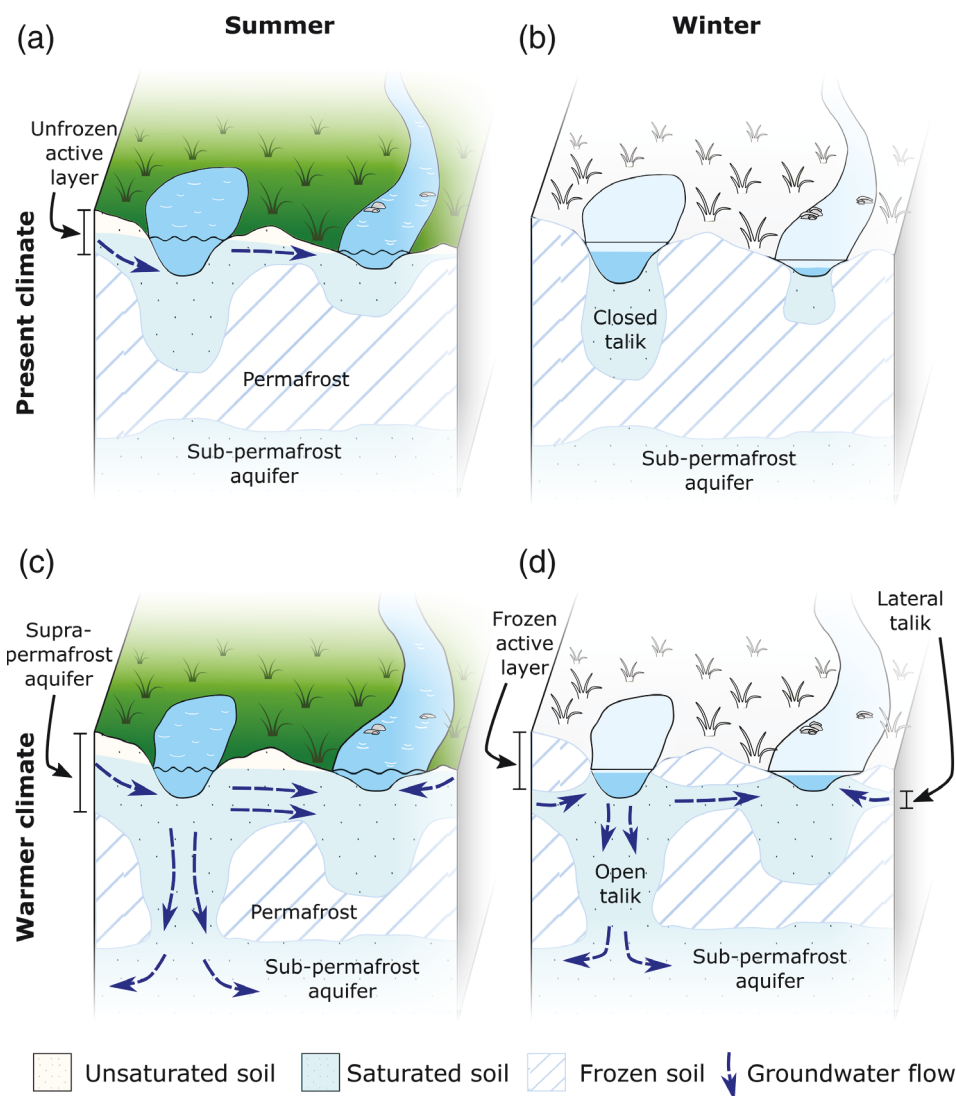 Summer
Winter
(a)
(b)
Unfrozen
active
layer
Present climate
Closed
talik
Permafrost
Sub-permafrost
aquifer
Sub-permafrost
aquifer
(c)
(d)
Supra-
permafrost
aquifer
Frozen
active
layer
Lateral
talik
Warmer climate
Open
talik
Permafrost
Sub-permafrost
aquifer
Sub-permafrost
aquifer
Unsaturated soil
Saturated soil
Frozen soil
Groundwater flow